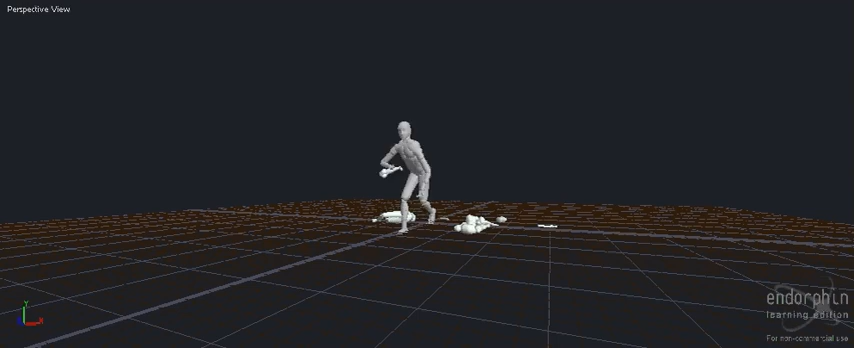 Perspective View
Y
X
endorphin
learning edition
For non-commercial use